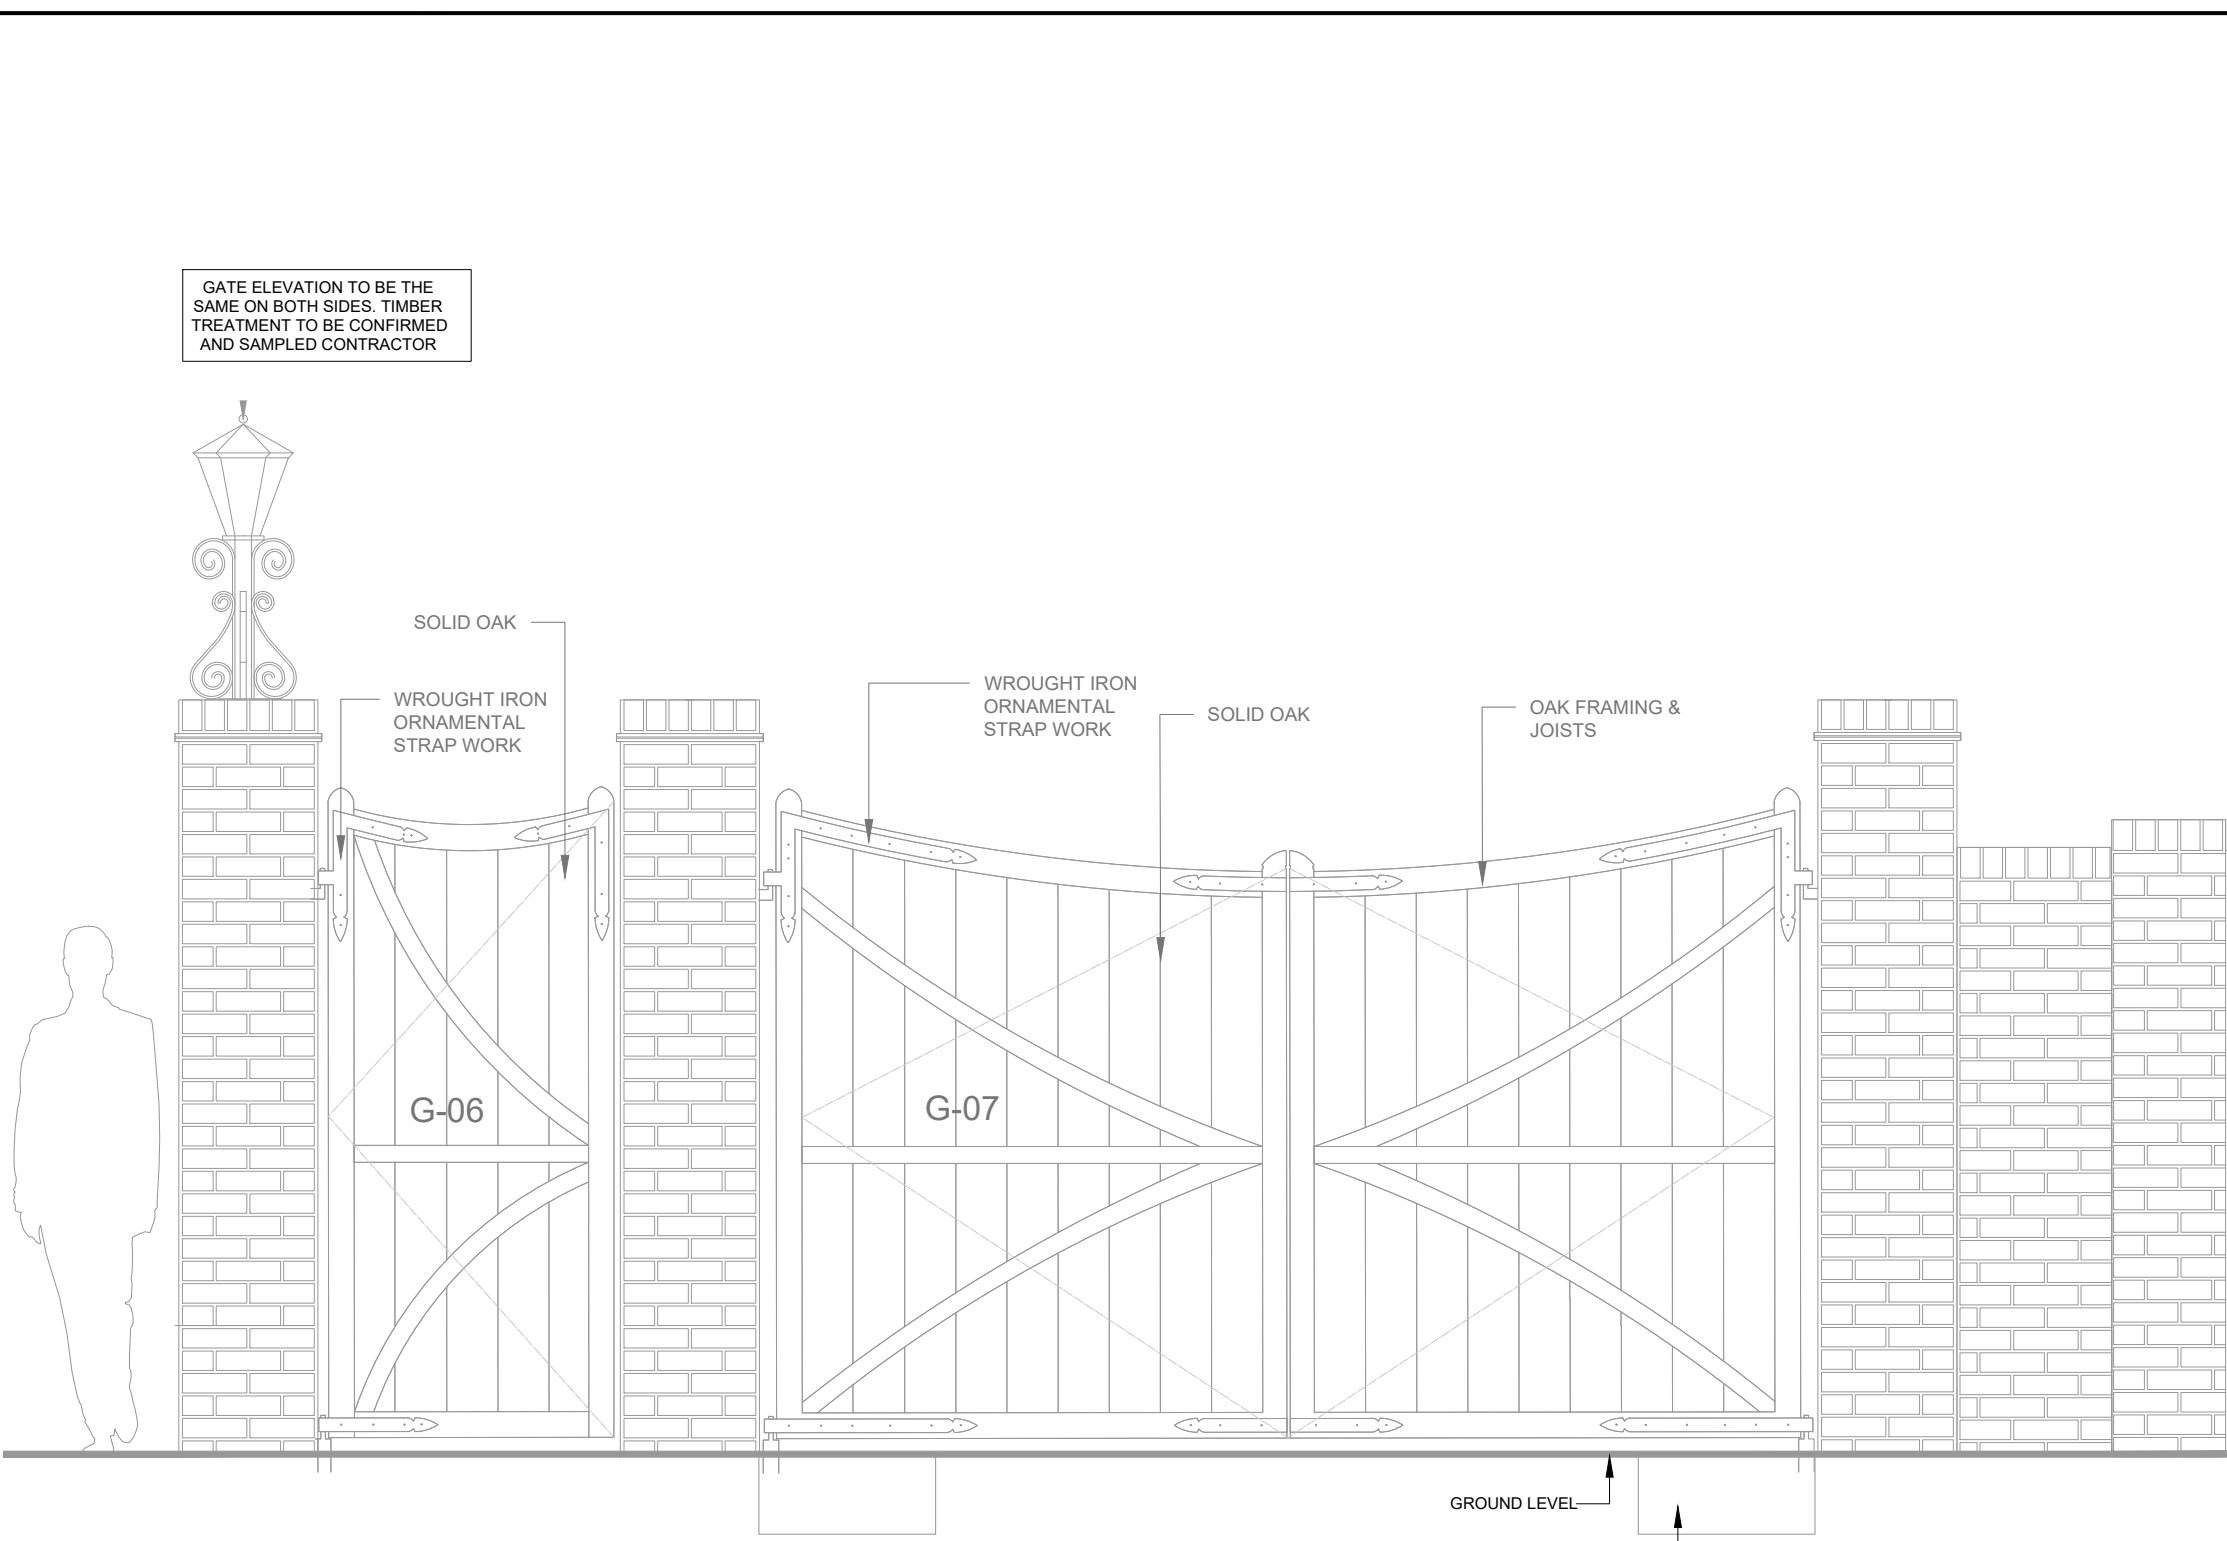 GATE ELEVATION TO BE THE
SAME ON BOTH SIDES. TIMBER
TREATMENT TO BE CONFIRMED
AND SAMPLED CONTRACTOR
SOLID OAK
WROUGHT IRON
ORNAMENTAL
STRAP WORK
WROUGHT IRON
ORNAMENTAL
STRAP WORK
SOLID OAK
OAK FRAMING &
JOISTS
G-06
G-07
GROUND LEVEL